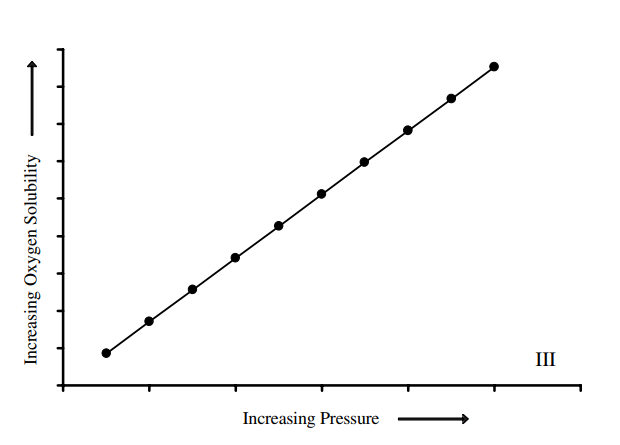 Increasing Oxygen Solubility
III
Increasing Pressure